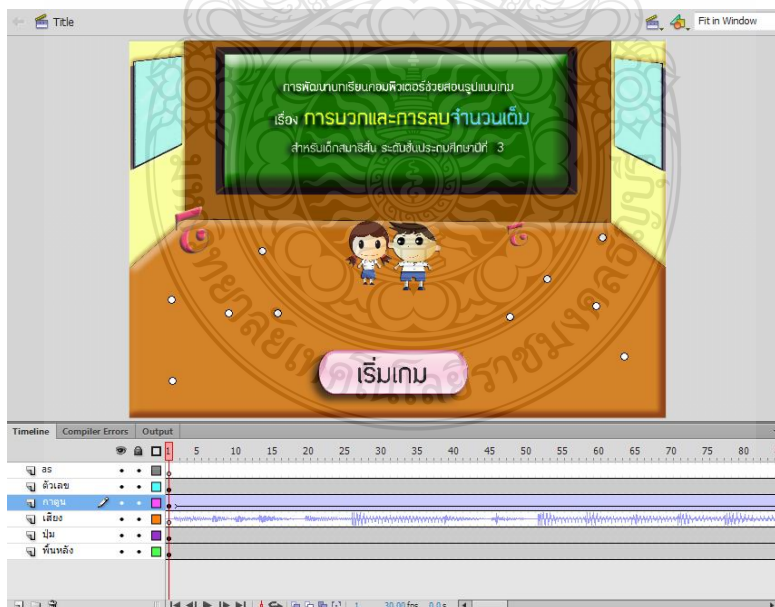 Title
Fit in Window
การพัฒนาบทเรียนคอมพิวเตอร์ช่วยสอนรูปแบบเกม
เรื่อง การบวกและการลบจำนวนเต็ม
สำหรับเด็กสมาธิสั้น ระดับชั้นประถมศึกษาปีที่ 3
เริ่มเกม
Timeline Compiler Errors Output
1 5 10 15 20 25 30 35 40 45 50 55 60 65 70 75 80
as
ตัวเลข
กาตูน
เสียง
ปุ่ม
พื้นหลัง
1 30.00 fps 0.0 s